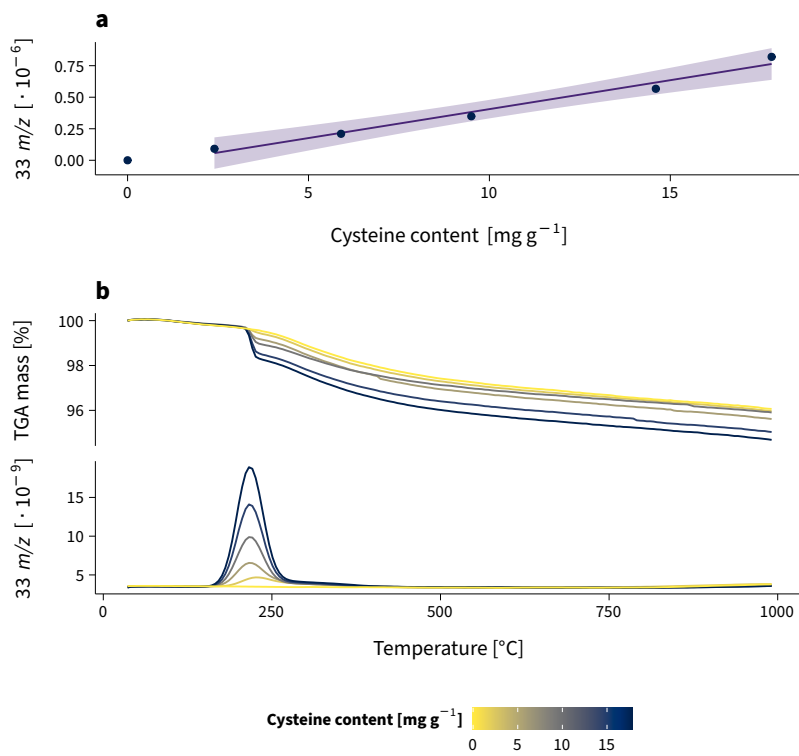 a
33 m/z [ · 10⁻⁶]
0.75
0.50
0.25
0.00
0 5 10 15
Cysteine content [mg g⁻¹]
b
TGA mass [%]
100
98
96
33 m/z [ · 10⁻⁹]
15
10
5
0 250 500 750 1000
Temperature [°C]
Cysteine content [mg g⁻¹]
0 5 10 15